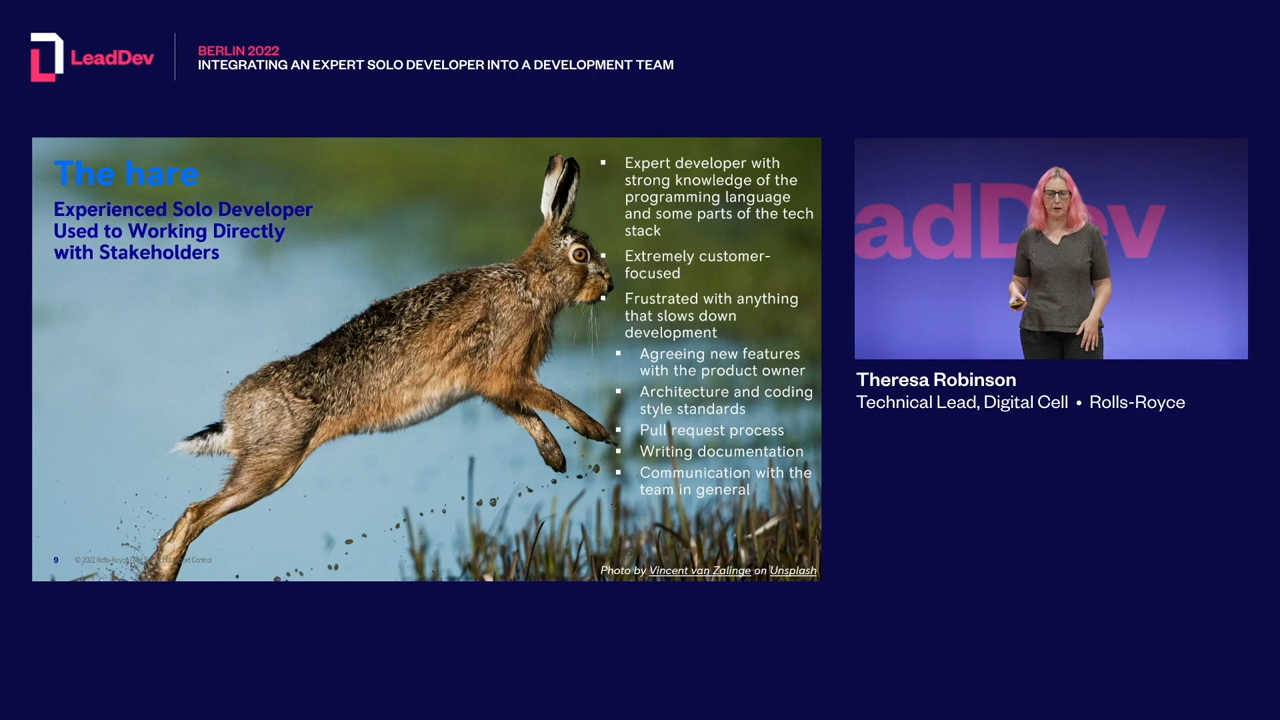 LeadDev
BERLIN 2022
INTEGRATING AN EXPERT SOLO DEVELOPER INTO A DEVELOPMENT TEAM
The hare
Experienced Solo Developer
Used to Working Directly
with Stakeholders
Expert developer with
strong knowledge of the
programming language
and some parts of the tech
stack
Extremely customer-
focused
Frustrated with anything
that slows down
development
Agreeing new features
with the product owner
Architecture and coding
style standards
Pull request process
Writing documentation
Communication with the
team in general
9
© 2022 Rolls-Royce
Photo by Vincent van Zalinge on Unsplash
adDev
Theresa Robinson
Technical Lead, Digital Cell • Rolls-Royce